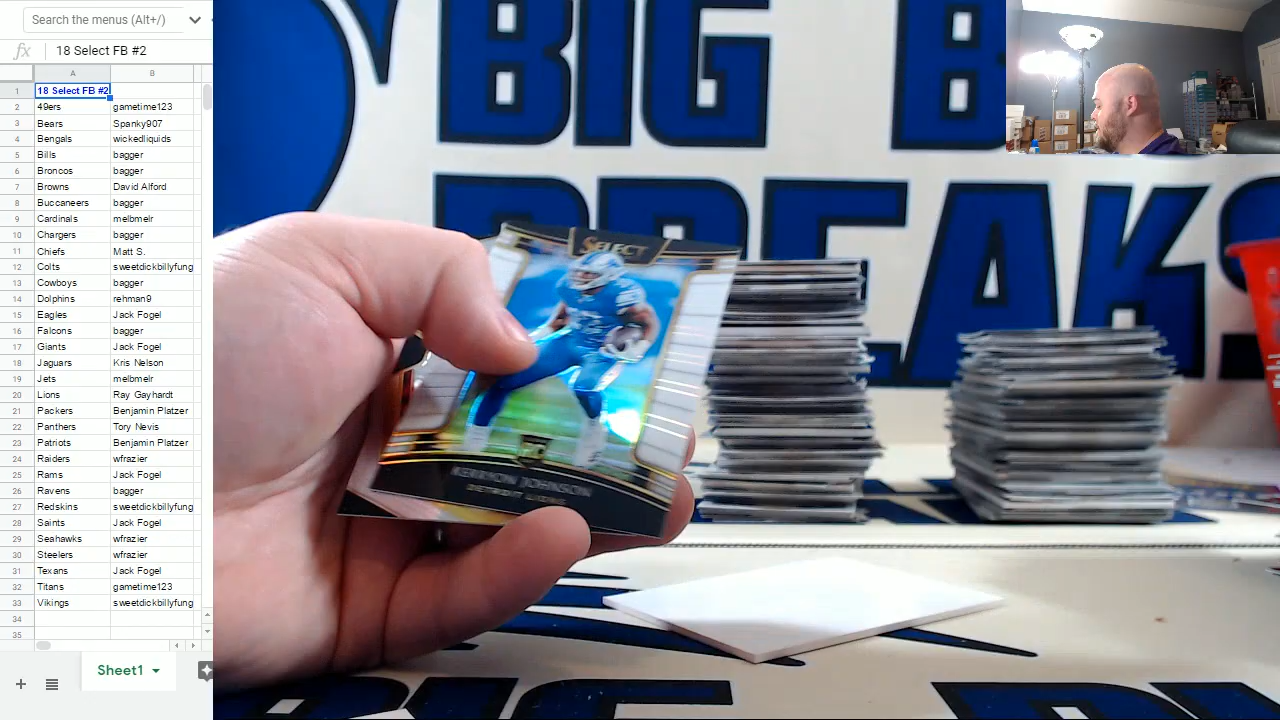 Search the menus (Alt+/)
fx 18 Select FB #2
A B
1 18 Select FB #2
2 49ers gametime123
3 Bears Spanky907
4 Bengals wickedliquids
5 Bills bagger
6 Broncos bagger
7 Browns David Alford
8 Buccaneers bagger
9 Cardinals melbmelr
10 Chargers bagger
11 Chiefs Matt S.
12 Colts sweetdickbillyfung
13 Cowboys bagger
14 Dolphins rehman9
15 Eagles Jack Fogel
16 Falcons bagger
17 Giants Jack Fogel
18 Jaguars Kris Nelson
19 Jets melbmelr
20 Lions Ray Gayhardt
21 Packers Benjamin Platzer
22 Panthers Tory Nevis
23 Patriots Benjamin Platzer
24 Raiders wfrazier
25 Rams Jack Fogel
26 Ravens bagger
27 Redskins sweetdickbillyfung
28 Saints Jack Fogel
29 Seahawks wfrazier
30 Steelers wfrazier
31 Texans Jack Fogel
32 Titans gametime123
33 Vikings sweetdickbillyfung
34
35
Sheet1
BIG B
BREAKS
SELECT
KERRYON JOHNSON
DETROIT LIONS
BIG B